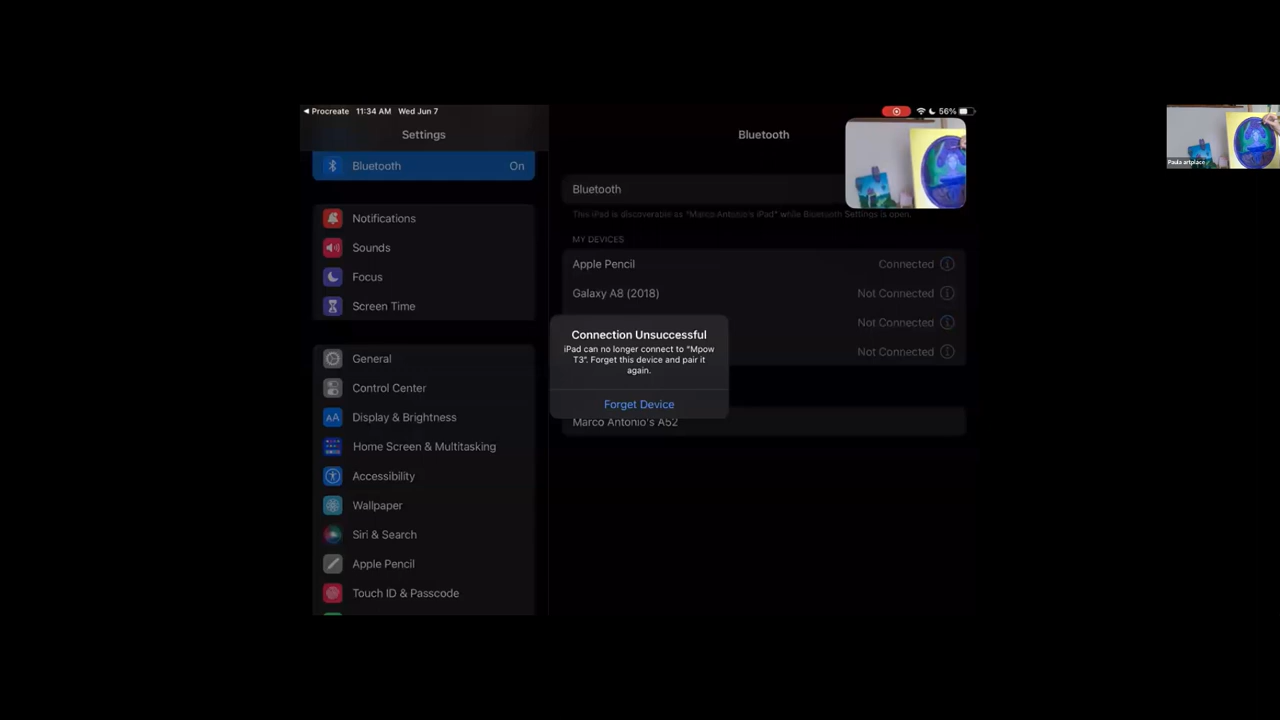 Procreate 11:34 AM Wed Jun 7
56%
Settings
Bluetooth On
Notifications
Sounds
Focus
Screen Time
General
Control Center
AA Display & Brightness
Home Screen & Multitasking
Accessibility
Wallpaper
Siri & Search
Apple Pencil
Touch ID & Passcode
Bluetooth
Bluetooth
This iPad is discoverable as "Marco Antonio's iPad" while Bluetooth Settings is open.
MY DEVICES
Apple Pencil Connected
Galaxy A8 (2018) Not Connected
Not Connected
Not Connected
Marco Antonio's A52
Connection Unsuccessful
iPad can no longer connect to "Mpow
T3". Forget this device and pair it
again.
Forget Device
Paula artplace